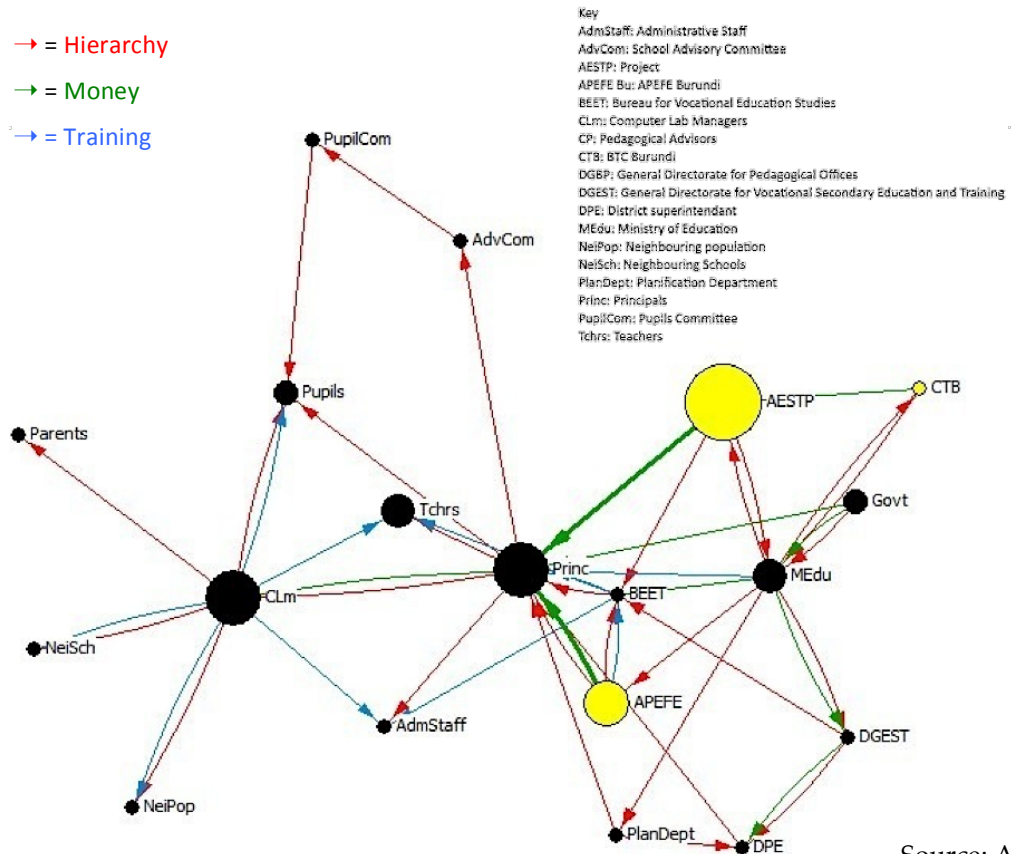 → = Hierarchy
→ = Money
→ = Training
Key
AdmStaff: Administrative Staff
AdvCom: School Advisory Committee
AESTP: Project
APEFE Bu: APEFE Burundi
BEET: Bureau for Vocational Education Studies
CLm: Computer Lab Managers
CP: Pedagogical Advisors
CTB: BTC Burundi
DGBP: General Directorate for Pedagogical Offices
DGEST: General Directorate for Vocational Secondary Education and Training
DPE: District superintendant
MEdu: Ministry of Education
NeiPop: Neighbouring population
NeiSch: Neighbouring Schools
PlanDept: Planification Department
Princ: Principals
PupilCom: Pupils Committee
Tchrs: Teachers
PupilCom
AdvCom
Pupils
AESTP
CTB
Parents
Tchrs
Govt
Princ
MEdu
CLm
BEET
NeiSch
APEFE
AdmStaff
DGEST
NeiPop
PlanDept
DPE
Source: A